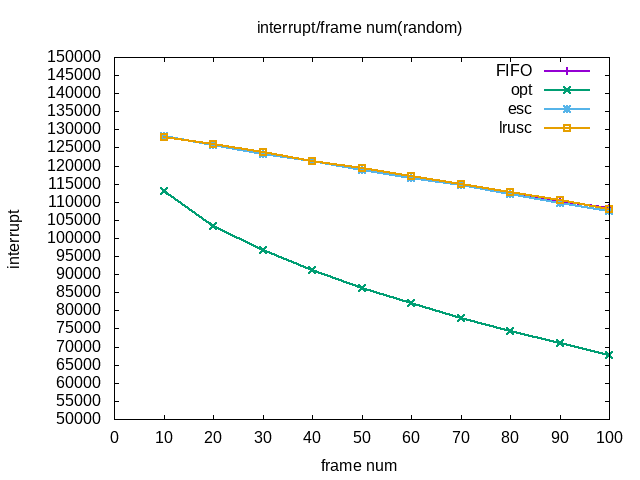 interrupt/frame num(random)
150000
145000
140000
135000
130000
125000
120000
115000
110000
105000
100000
95000
90000
85000
80000
75000
70000
65000
60000
55000
50000
interrupt
FIFO
opt
esc
lrusc
0 10 20 30 40 50 60 70 80 90 100
frame num